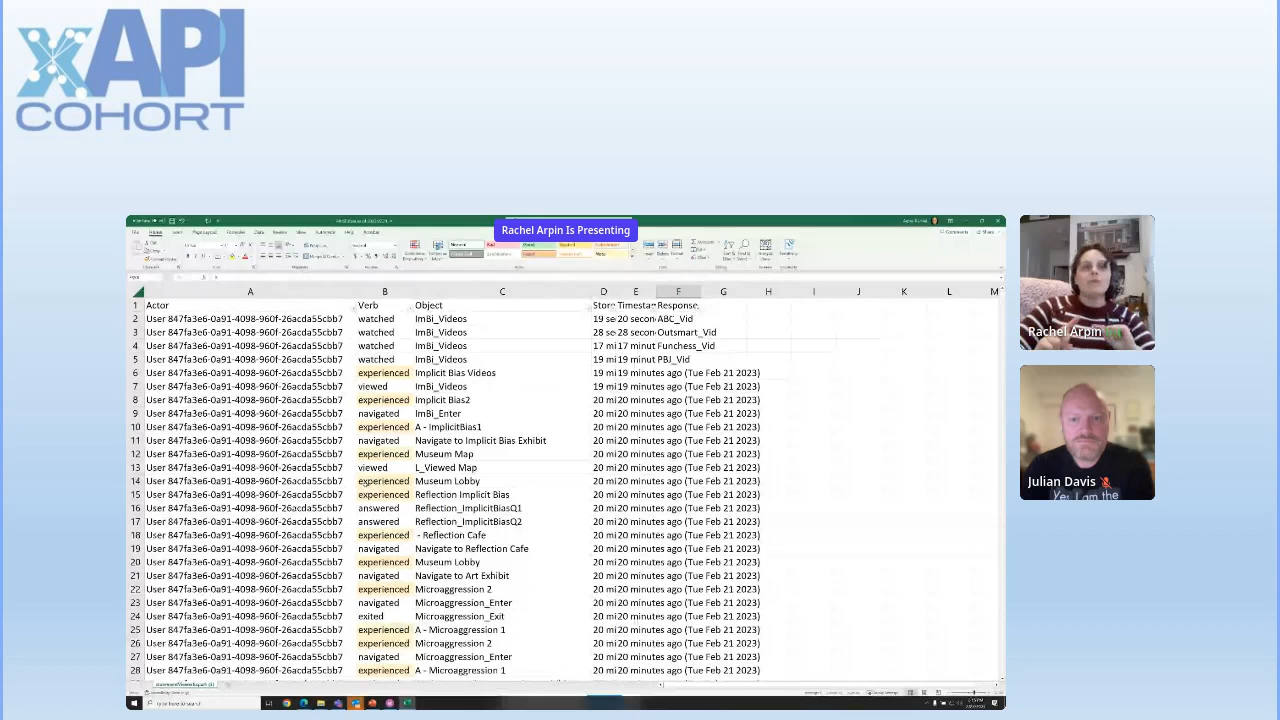 xAPI
COHORT
Rachel Arpin Is Presenting
File Home Insert Page Layout Formulas Data Review View Automate Help Acrobat
Comments Share
A B C D E F G H I J K L M
1 Actor Verb Object Store Timestam Response
2 User 847fa3e6-0a91-4098-960f-26acda55cbb7 watched ImBi_Videos 19 se 20 secon ABC_Vid
3 User 847fa3e6-0a91-4098-960f-26acda55cbb7 watched ImBi_Videos 28 se 28 secon Outsmart_Vid
4 User 847fa3e6-0a91-4098-960f-26acda55cbb7 watched ImBi_Videos 17 mi 17 minut Funchess_Vid
5 User 847fa3e6-0a91-4098-960f-26acda55cbb7 watched ImBi_Videos 19 mi 19 minut PBJ_Vid
6 User 847fa3e6-0a91-4098-960f-26acda55cbb7 experienced Implicit Bias Videos 19 mi 19 minutes ago (Tue Feb 21 2023)
7 User 847fa3e6-0a91-4098-960f-26acda55cbb7 viewed ImBi_Videos 19 mi 19 minutes ago (Tue Feb 21 2023)
8 User 847fa3e6-0a91-4098-960f-26acda55cbb7 experienced Implicit Bias2 20 mi 20 minutes ago (Tue Feb 21 2023)
9 User 847fa3e6-0a91-4098-960f-26acda55cbb7 navigated ImBi_Enter 20 mi 20 minutes ago (Tue Feb 21 2023)
10 User 847fa3e6-0a91-4098-960f-26acda55cbb7 experienced A - ImplicitBias1 20 mi 20 minutes ago (Tue Feb 21 2023)
11 User 847fa3e6-0a91-4098-960f-26acda55cbb7 navigated Navigate to Implicit Bias Exhibit 20 mi 20 minutes ago (Tue Feb 21 2023)
12 User 847fa3e6-0a91-4098-960f-26acda55cbb7 experienced Museum Map 20 mi 20 minutes ago (Tue Feb 21 2023)
13 User 847fa3e6-0a91-4098-960f-26acda55cbb7 viewed L_Viewed Map 20 mi 20 minutes ago (Tue Feb 21 2023)
14 User 847fa3e6-0a91-4098-960f-26acda55cbb7 experienced Museum Lobby 20 mi 20 minutes ago (Tue Feb 21 2023)
15 User 847fa3e6-0a91-4098-960f-26acda55cbb7 experienced Reflection Implicit Bias 20 mi 20 minutes ago (Tue Feb 21 2023)
16 User 847fa3e6-0a91-4098-960f-26acda55cbb7 answered Reflection_ImplicitBiasQ1 20 mi 20 minutes ago (Tue Feb 21 2023)
17 User 847fa3e6-0a91-4098-960f-26acda55cbb7 answered Reflection_ImplicitBiasQ2 20 mi 20 minutes ago (Tue Feb 21 2023)
18 User 847fa3e6-0a91-4098-960f-26acda55cbb7 experienced - Reflection Cafe 20 mi 20 minutes ago (Tue Feb 21 2023)
19 User 847fa3e6-0a91-4098-960f-26acda55cbb7 navigated Navigate to Reflection Cafe 20 mi 20 minutes ago (Tue Feb 21 2023)
20 User 847fa3e6-0a91-4098-960f-26acda55cbb7 experienced Museum Lobby 20 mi 20 minutes ago (Tue Feb 21 2023)
21 User 847fa3e6-0a91-4098-960f-26acda55cbb7 navigated Navigate to Art Exhibit 20 mi 20 minutes ago (Tue Feb 21 2023)
22 User 847fa3e6-0a91-4098-960f-26acda55cbb7 experienced Microaggression 2 20 mi 20 minutes ago (Tue Feb 21 2023)
23 User 847fa3e6-0a91-4098-960f-26acda55cbb7 navigated Microaggression_Enter 20 mi 20 minutes ago (Tue Feb 21 2023)
24 User 847fa3e6-0a91-4098-960f-26acda55cbb7 exited Microaggression_Exit 20 mi 20 minutes ago (Tue Feb 21 2023)
25 User 847fa3e6-0a91-4098-960f-26acda55cbb7 experienced A - Microaggression 1 20 mi 20 minutes ago (Tue Feb 21 2023)
26 User 847fa3e6-0a91-4098-960f-26acda55cbb7 experienced Microaggression 2 20 mi 20 minutes ago (Tue Feb 21 2023)
27 User 847fa3e6-0a91-4098-960f-26acda55cbb7 navigated Microaggression_Enter 20 mi 20 minutes ago (Tue Feb 21 2023)
28 User 847fa3e6-0a91-4098-960f-26acda55cbb7 experienced A - Microaggression 1 20 mi 20 minutes ago (Tue Feb 21 2023)
Type here to search
Rachel Arpin
Julian Davis
Yes, I am the